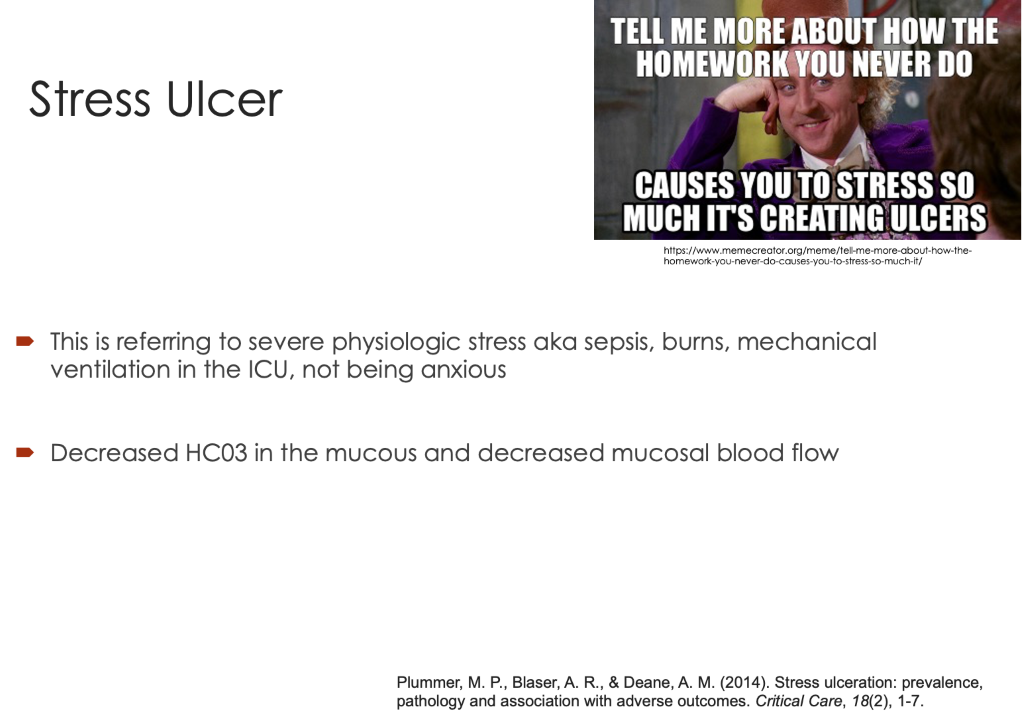 Stress Ulcer
TELL ME MORE ABOUT HOW THE
HOMEWORK YOU NEVER DO
CAUSES YOU TO STRESS SO
MUCH IT'S CREATING ULCERS
https://www.memecreator.org/meme/tell-me-more-about-how-the-
homework-you-never-do-causes-you-to-stress-so-much-it/
This is referring to severe physiologic stress aka sepsis, burns, mechanical
ventilation in the ICU, not being anxious
Decreased HC03 in the mucous and decreased mucosal blood flow
Plummer, M. P., Blaser, A. R., & Deane, A. M. (2014). Stress ulceration: prevalence,
pathology and association with adverse outcomes. Critical Care, 18(2), 1-7.